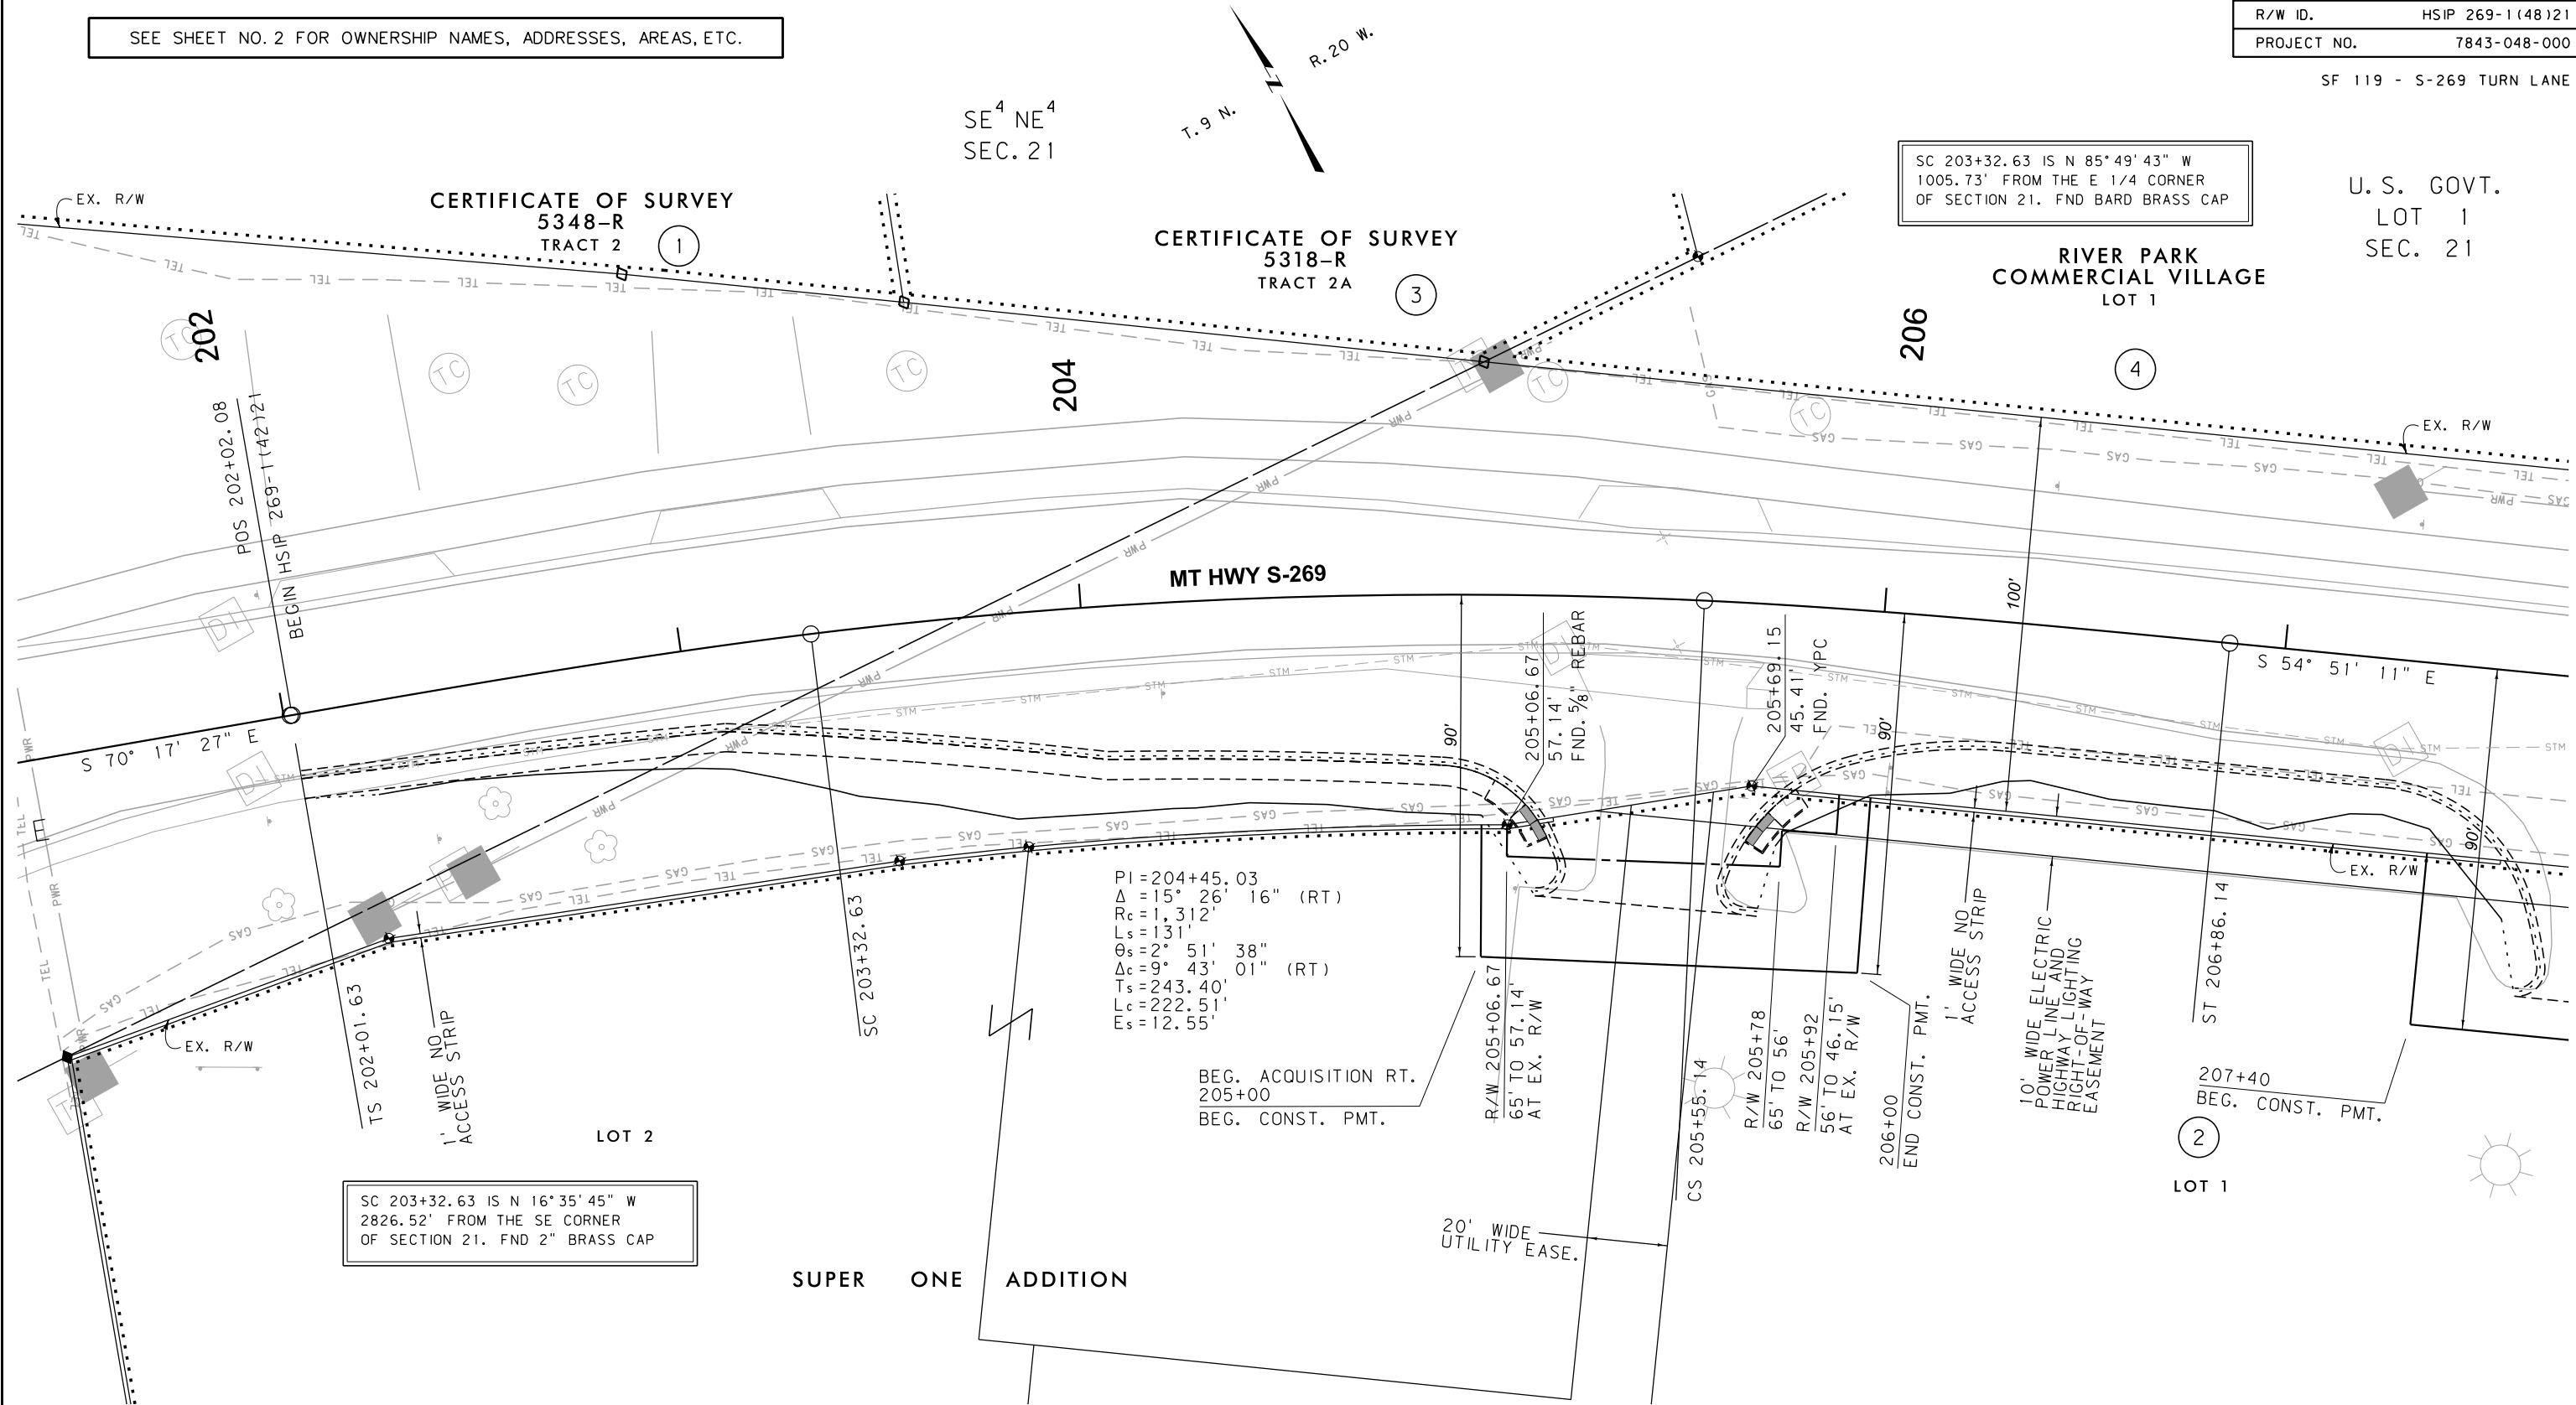 SEE SHEET NO. 2 FOR OWNERSHIP NAMES, ADDRESSES, AREAS, ETC.
R/W ID. HSIP 269-1(48)21
PROJECT NO. 7843-048-000
SF 119 - S-269 TURN LANE
R. 20 W.
T. 9 N.
SE⁴ NE⁴
SEC. 21
SC 203+32.63 IS N 85°49'43" W
1005.73' FROM THE E 1/4 CORNER
OF SECTION 21. FND BARD BRASS CAP
U.S. GOVT.
LOT 1
SEC. 21
EX. R/W
CERTIFICATE OF SURVEY
5348–R
TRACT 2
1
CERTIFICATE OF SURVEY
5318–R
TRACT 2A
3
RIVER PARK
COMMERCIAL VILLAGE
LOT 1
4
EX. R/W
202
204
206
TC
TC
TC
TC
TC
TC
TEL
GAS
PWR
STM
DI
DI
DI
DI
POS 202+02.08
BEGIN HSIP 269-1(42)21
MT HWY S-269
S 70° 17' 27" E
S 54° 51' 11" E
100'
90'
90'
90'
205+06.67
57.14'
FND. ⅝" REBAR
205+69.15
45.41'
FND. YPC
PI=204+45.03
Δ =15° 26' 16" (RT)
Rc=1,312'
Ls=131'
θs=2° 51' 38"
Δc=9° 43' 01" (RT)
Ts=243.40'
Lc=222.51'
Es=12.55'
EX. R/W
EX. R/W
TS 202+01.63
1' WIDE NO
ACCESS STRIP
SC 203+32.63
BEG. ACQUISITION RT.
205+00
BEG. CONST. PMT.
R/W 205+06.67
65' TO 57.14'
AT EX. R/W
CS 205+55.14
R/W 205+78
65' TO 56'
R/W 205+92
56' TO 46.15'
AT EX. R/W
206+00
END CONST. PMT.
1' WIDE NO
ACCESS STRIP
10' WIDE ELECTRIC
POWER LINE AND
HIGHWAY LIGHTING
RIGHT-OF-WAY
EASEMENT
ST 206+86.14
207+40
BEG. CONST. PMT.
2
LOT 1
LOT 2
SC 203+32.63 IS N 16°35'45" W
2826.52' FROM THE SE CORNER
OF SECTION 21. FND 2" BRASS CAP
20' WIDE
UTILITY EASE.
SUPER ONE ADDITION